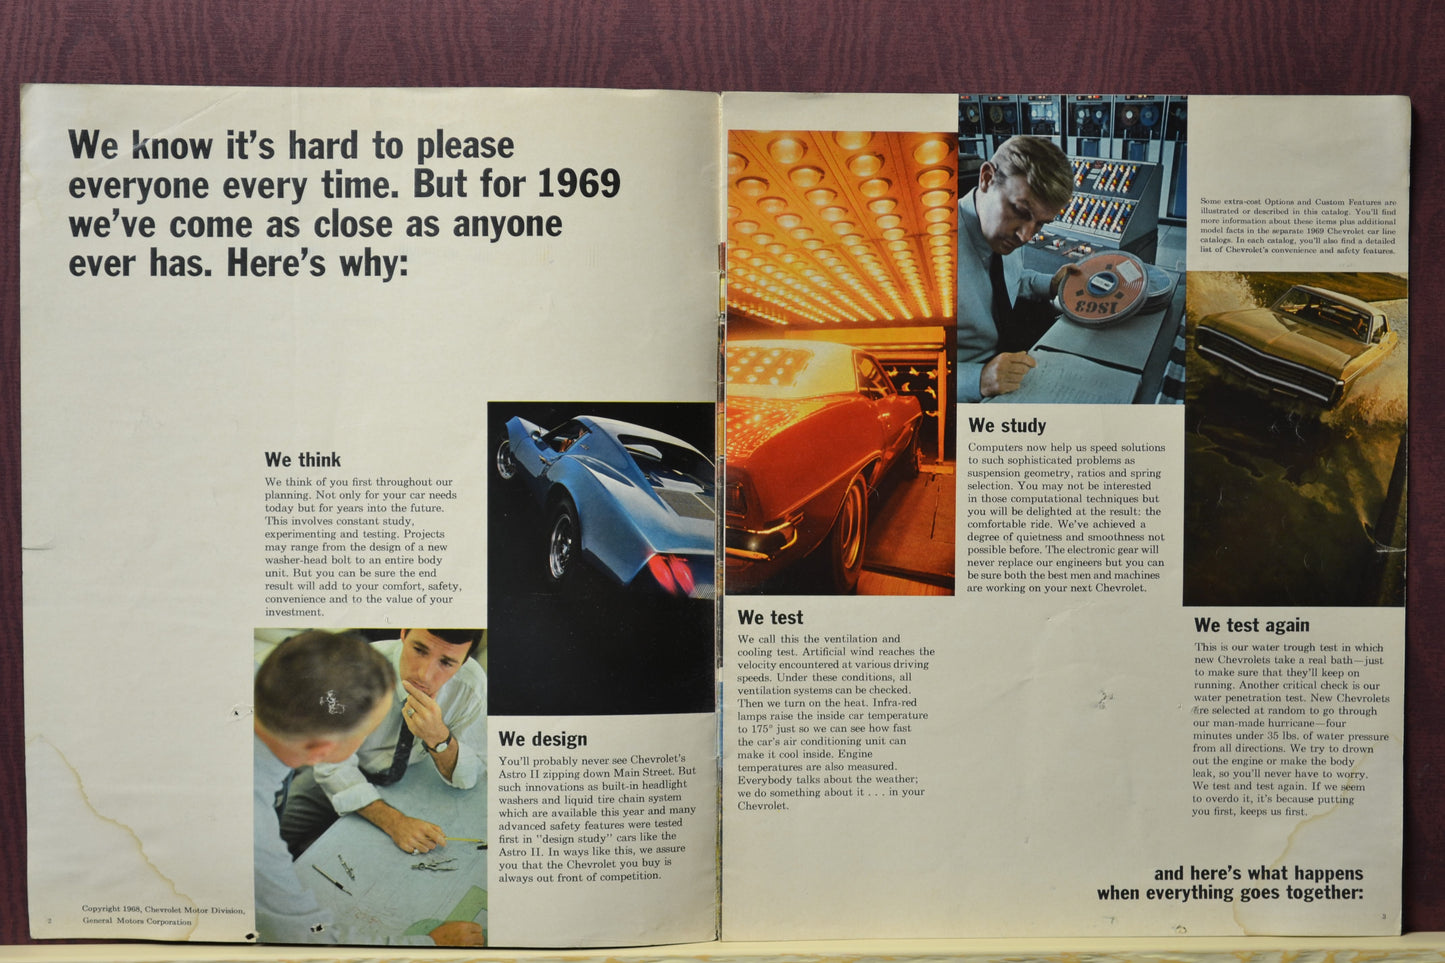 We know it's hard to please
everyone every time. But for 1969
we've come as close as anyone
ever has. Here's why:
We think
We think of you first throughout our
planning. Not only for your car needs
today but for years into the future.
This involves constant study,
experimenting and testing. Projects
may range from the design of a new
washer-head bolt to an entire body
unit. But you can be sure the end
result will add to your comfort, safety,
convenience and to the value of your
investment.
We design
You'll probably never see Chevrolet's
Astro II zipping down Main Street. But
such innovations as built-in headlight
washers and liquid tire chain system
which are available this year and many
advanced safety features were tested
first in "design study" cars like the
Astro II. In ways like this, we assure
you that the Chevrolet you buy is
always out front of competition.
Copyright 1968, Chevrolet Motor Division,
General Motors Corporation
2
We test
We call this the ventilation and
cooling test. Artificial wind reaches the
velocity encountered at various driving
speeds. Under these conditions, all
ventilation systems can be checked.
Then we turn on the heat. Infra-red
lamps raise the inside car temperature
to 175° just so we can see how fast
the car's air conditioning unit can
make it cool inside. Engine
temperatures are also measured.
Everybody talks about the weather;
we do something about it . . . in your
Chevrolet.
1863
We study
Computers now help us speed solutions
to such sophisticated problems as
suspension geometry, ratios and spring
selection. You may not be interested
in those computational techniques but
you will be delighted at the result: the
comfortable ride. We've achieved a
degree of quietness and smoothness not
possible before. The electronic gear will
never replace our engineers but you can
be sure both the best men and machines
are working on your next Chevrolet.
Some extra-cost Options and Custom Features are
illustrated or described in this catalog. You'll find
more information about these items plus additional
model facts in the separate 1969 Chevrolet car line
catalogs. In each catalog, you'll also find a detailed
list of Chevrolet's convenience and safety features.
We test again
This is our water trough test in which
new Chevrolets take a real bath—just
to make sure that they'll keep on
running. Another critical check is our
water penetration test. New Chevrolets
are selected at random to go through
our man-made hurricane—four
minutes under 35 lbs. of water pressure
from all directions. We try to drown
out the engine or make the body
leak, so you'll never have to worry.
We test and test again. If we seem
to overdo it, it's because putting
you first, keeps us first.
and here's what happens
when everything goes together:
3